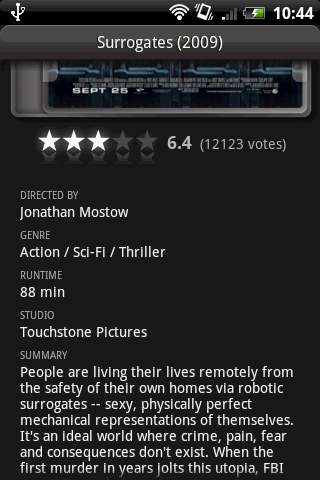 10:44
Surrogates (2009)
SEPT 25
6.4 (12123 votes)
DIRECTED BY
Jonathan Mostow
GENRE
Action / Sci-Fi / Thriller
RUNTIME
88 min
STUDIO
Touchstone Pictures
SUMMARY
People are living their lives remotely from
the safety of their own homes via robotic
surrogates -- sexy, physically perfect
mechanical representations of themselves.
It's an ideal world where crime, pain, fear
and consequences don't exist. When the
first murder in years jolts this utopia, FBI